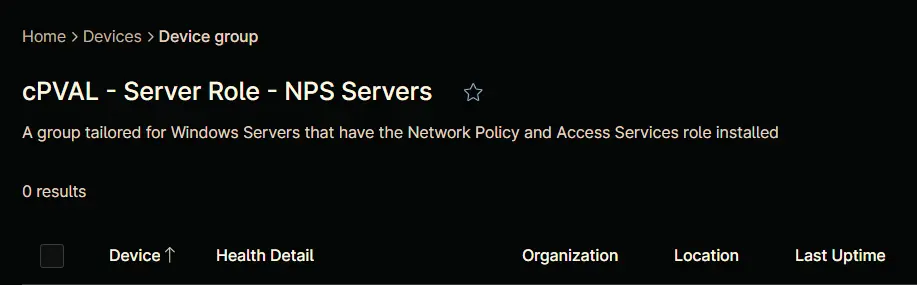 Home > Devices > Device group
cPVAL - Server Role - NPS Servers
A group tailored for Windows Servers that have the Network Policy and Access Services role installed
0 results
Device ↑ Health Detail Organization Location Last Uptime